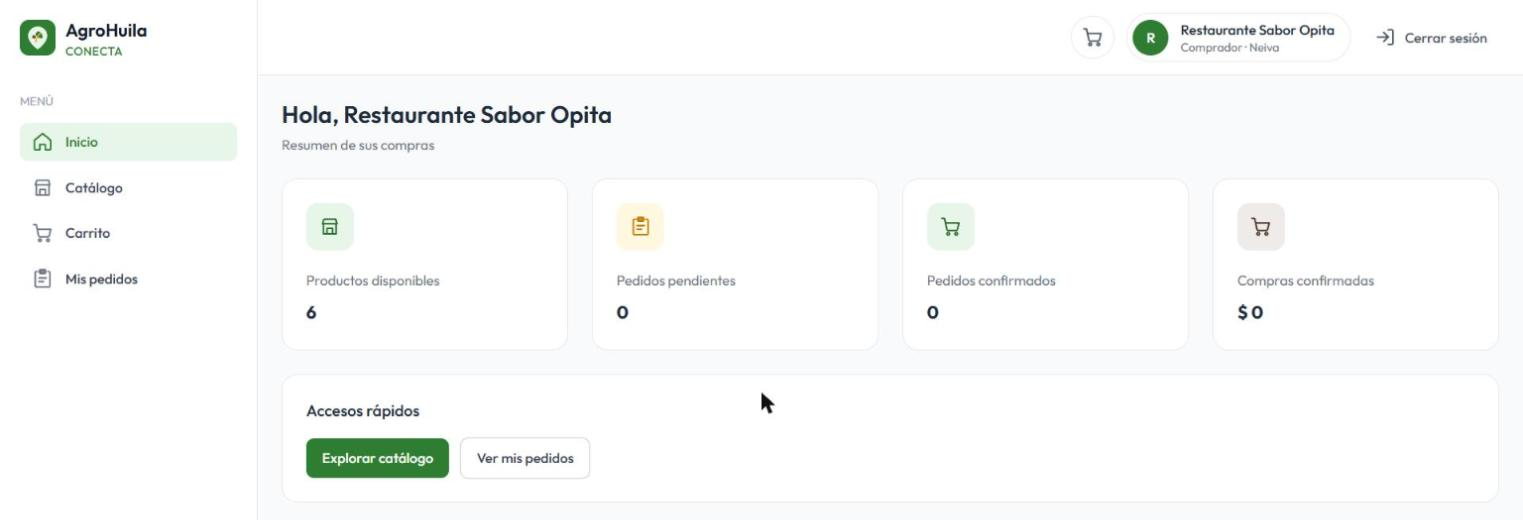 AgroHuila
CONECTA
MENÚ
Inicio
Catálogo
Carrito
Mis pedidos
R
Restaurante Sabor Opita
Comprador · Neiva
Cerrar sesión
Hola, Restaurante Sabor Opita
Resumen de sus compras
Productos disponibles
6
Pedidos pendientes
0
Pedidos confirmados
0
Compras confirmadas
$ 0
Accesos rápidos
Explorar catálogo
Ver mis pedidos